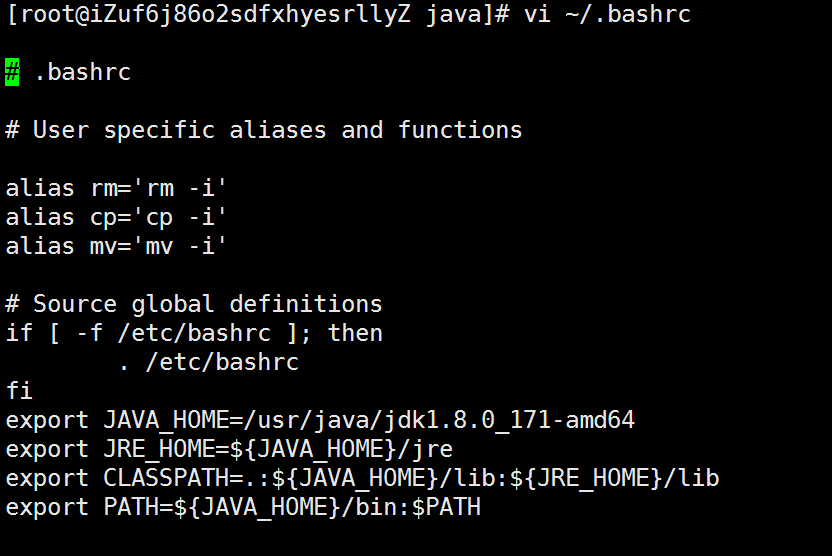 [root@iZuf6j86o2sdfxhyesrllyZ java]# vi ~/.bashrc
# .bashrc
# User specific aliases and functions
alias rm='rm -i'
alias cp='cp -i'
alias mv='mv -i'
# Source global definitions
if [ -f /etc/bashrc ]; then
        . /etc/bashrc
fi
export JAVA_HOME=/usr/java/jdk1.8.0_171-amd64
export JRE_HOME=${JAVA_HOME}/jre
export CLASSPATH=.:${JAVA_HOME}/lib:${JRE_HOME}/lib
export PATH=${JAVA_HOME}/bin:$PATH